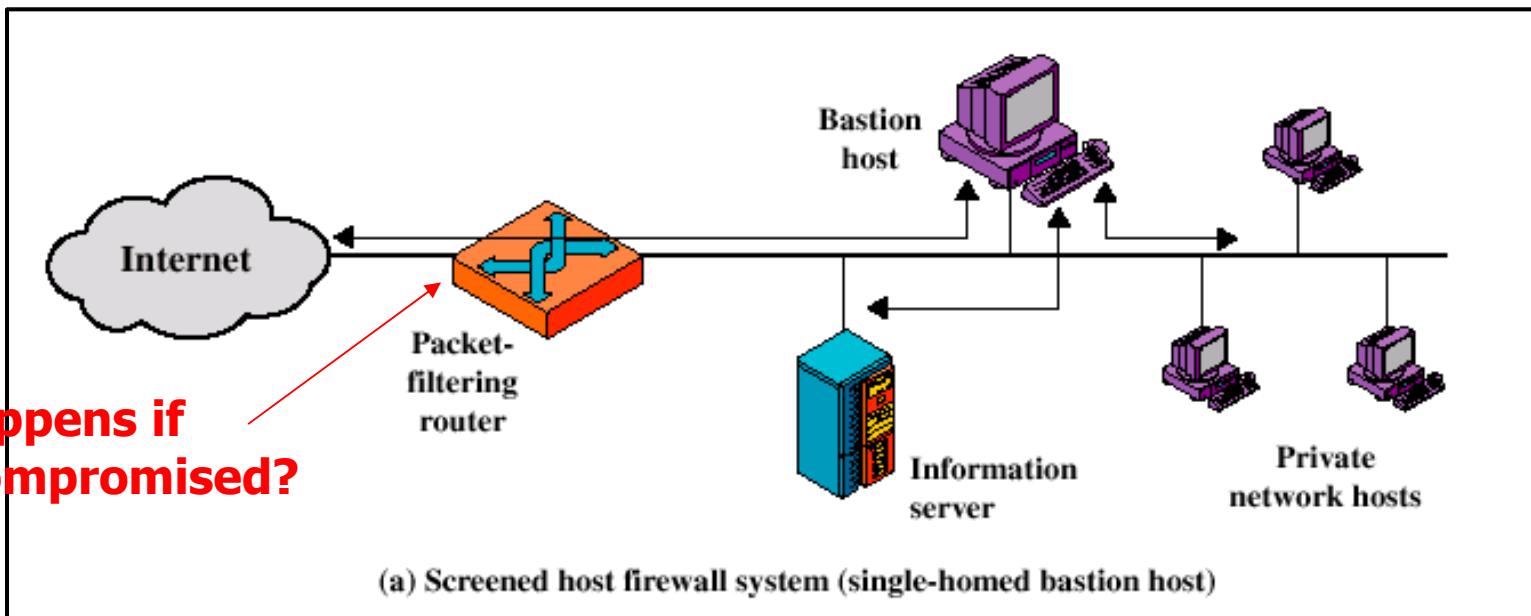 Bastion
host
Internet
Packet-
filtering
router
ppens if
mpromised?
Information
server
Private
network hosts
(a) Screened host firewall system (single-homed bastion host)